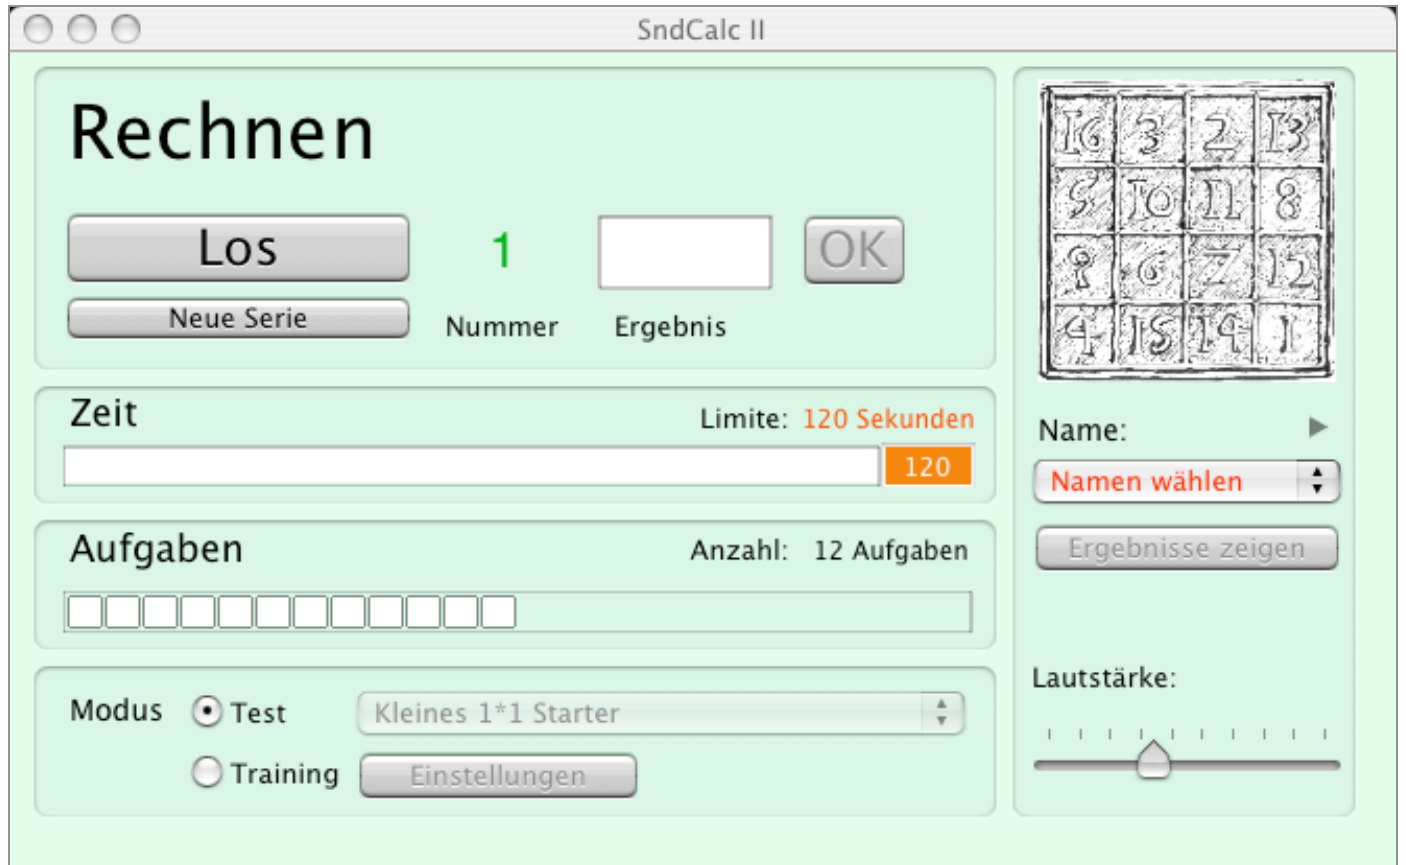 SndCalc II
Rechnen
Los
1
OK
Neue Serie
Nummer
Ergebnis
Zeit
Limite: 120 Sekunden
120
Aufgaben
Anzahl: 12 Aufgaben
Modus
Test
Kleines 1*1 Starter
Training
Einstellungen
16 3 2 13
5 10 11 8
9 6 7 12
4 15 14 1
Name:
Namen wählen
Ergebnisse zeigen
Lautstärke: